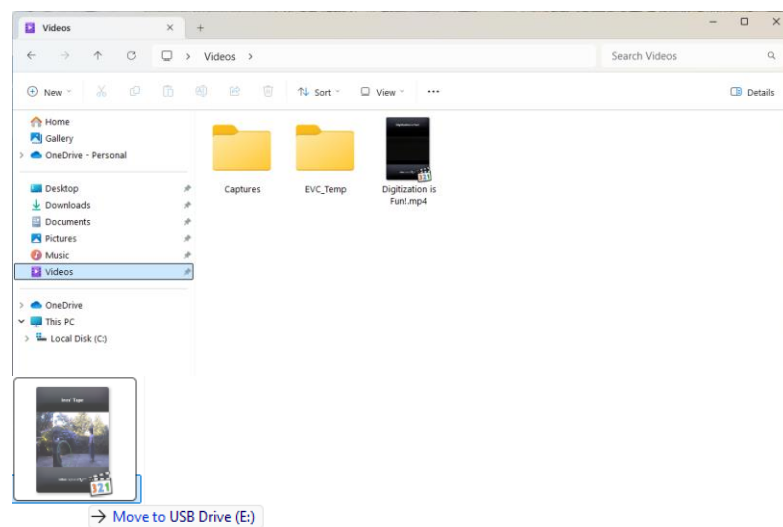 Videos
Videos
Search Videos
New
Sort
View
Details
Home
Gallery
OneDrive - Personal
Desktop
Downloads
Documents
Pictures
Music
Videos
OneDrive
This PC
Local Disk (C:)
Captures
EVC_Temp
Digitization is
Fun!.mp4
321
→ Move to USB Drive (E:)